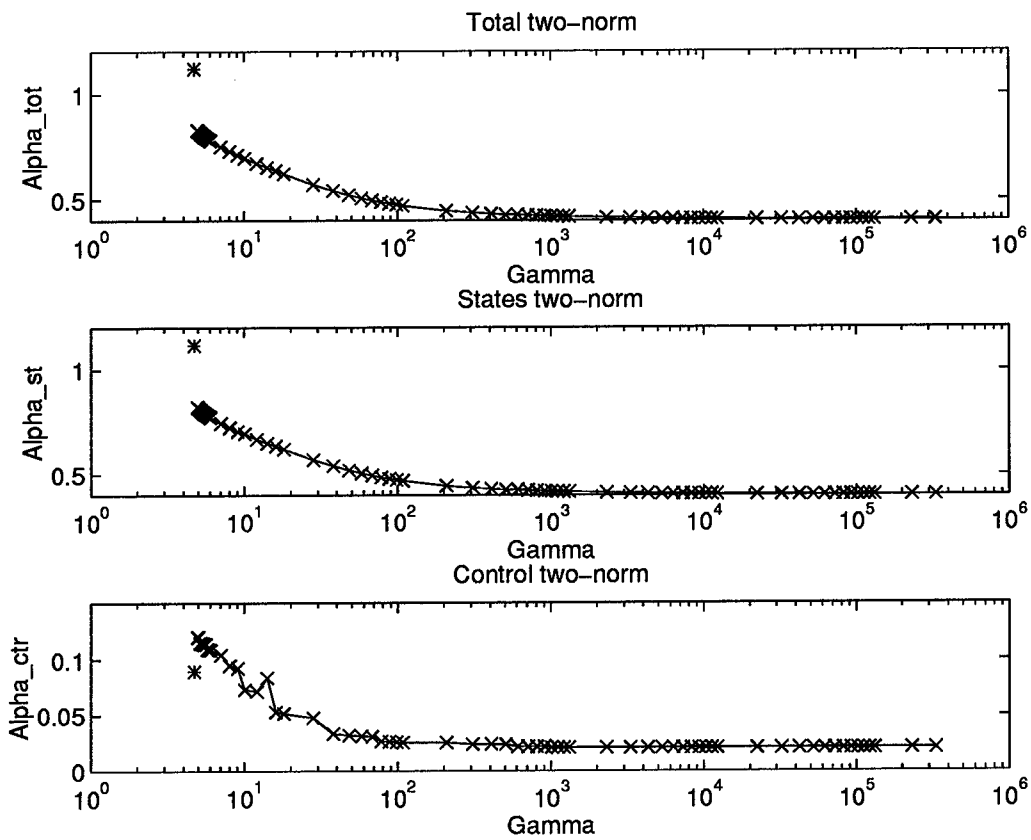 Total two-norm
Alpha_tot
1
0.5
10^0 10^1 10^2 10^3 10^4 10^5 10^6
Gamma
States two-norm
Alpha_st
1
0.5
10^0 10^1 10^2 10^3 10^4 10^5 10^6
Gamma
Control two-norm
Alpha_ctr
0.1
0.05
0
10^0 10^1 10^2 10^3 10^4 10^5 10^6
Gamma